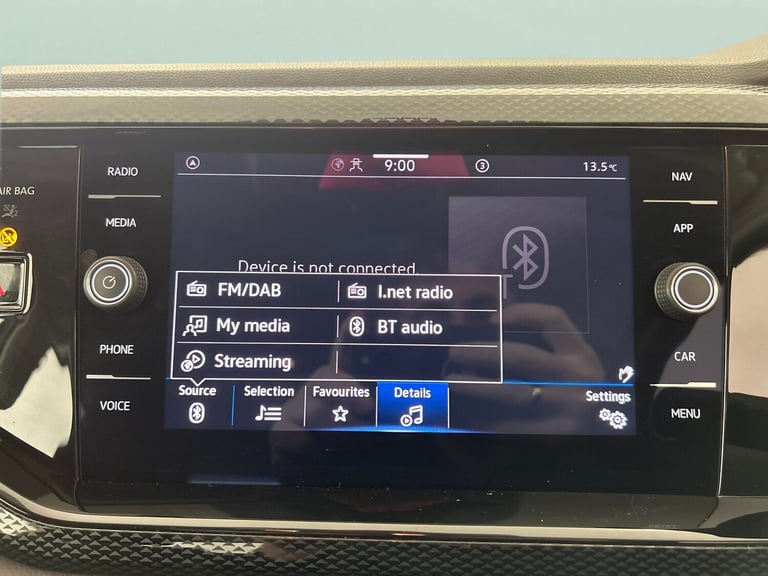 AIR BAG
RADIO
MEDIA
PHONE
VOICE
9:00
3
13.5°C
Device is not connected.
FM/DAB
I.net radio
My media
BT audio
Streaming
Source
Selection
Favourites
Details
Settings
NAV
APP
CAR
MENU